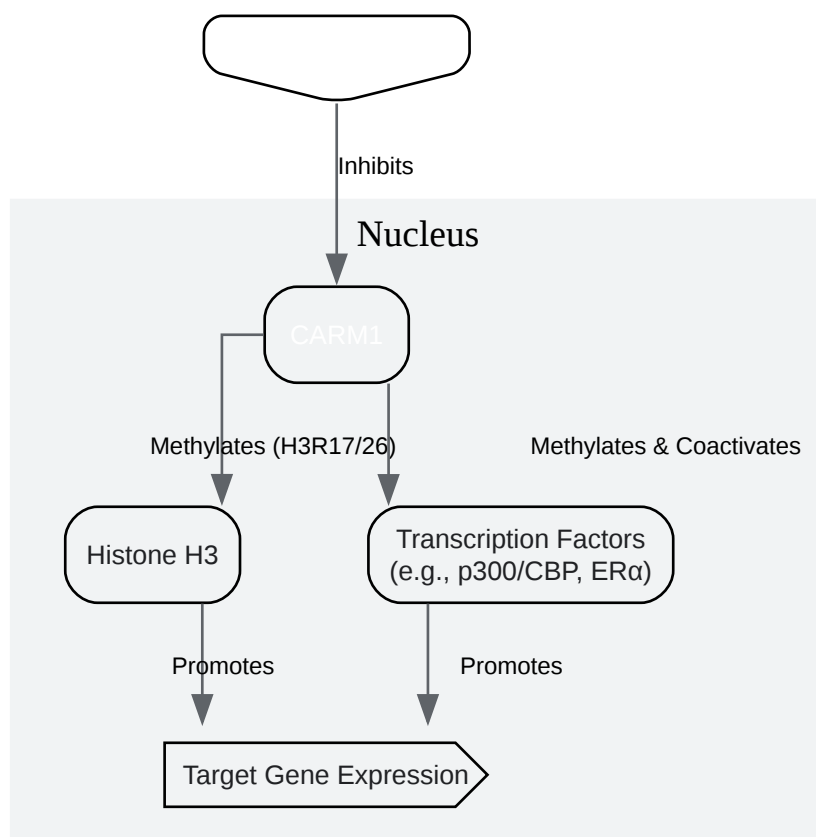 Inhibits
Nucleus
CARM1
Methylates (H3R17/26)
Methylates & Coactivates
Histone H3
Transcription Factors
(e.g., p300/CBP, ERα)
Promotes
Promotes
Target Gene Expression